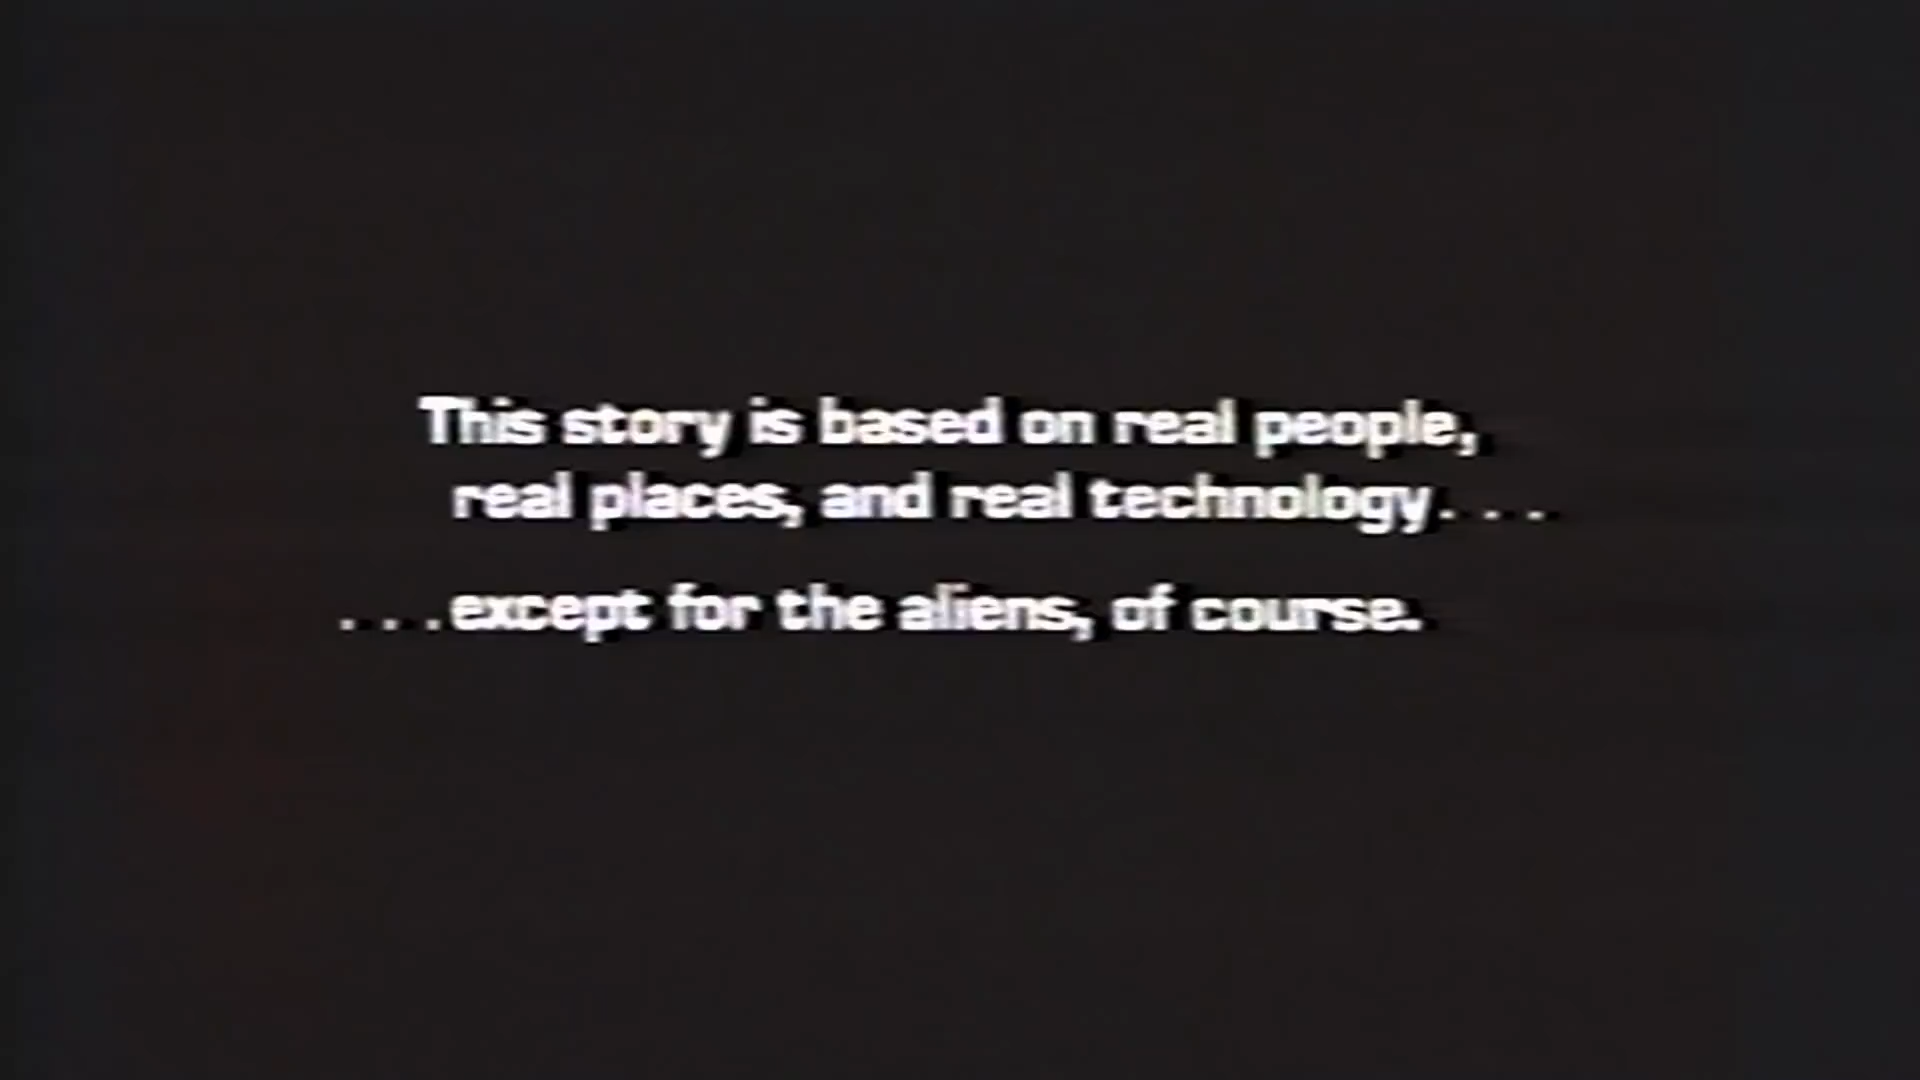 This story is based on real people,
real places, and real technology. . .
. . .except for the aliens, of course.